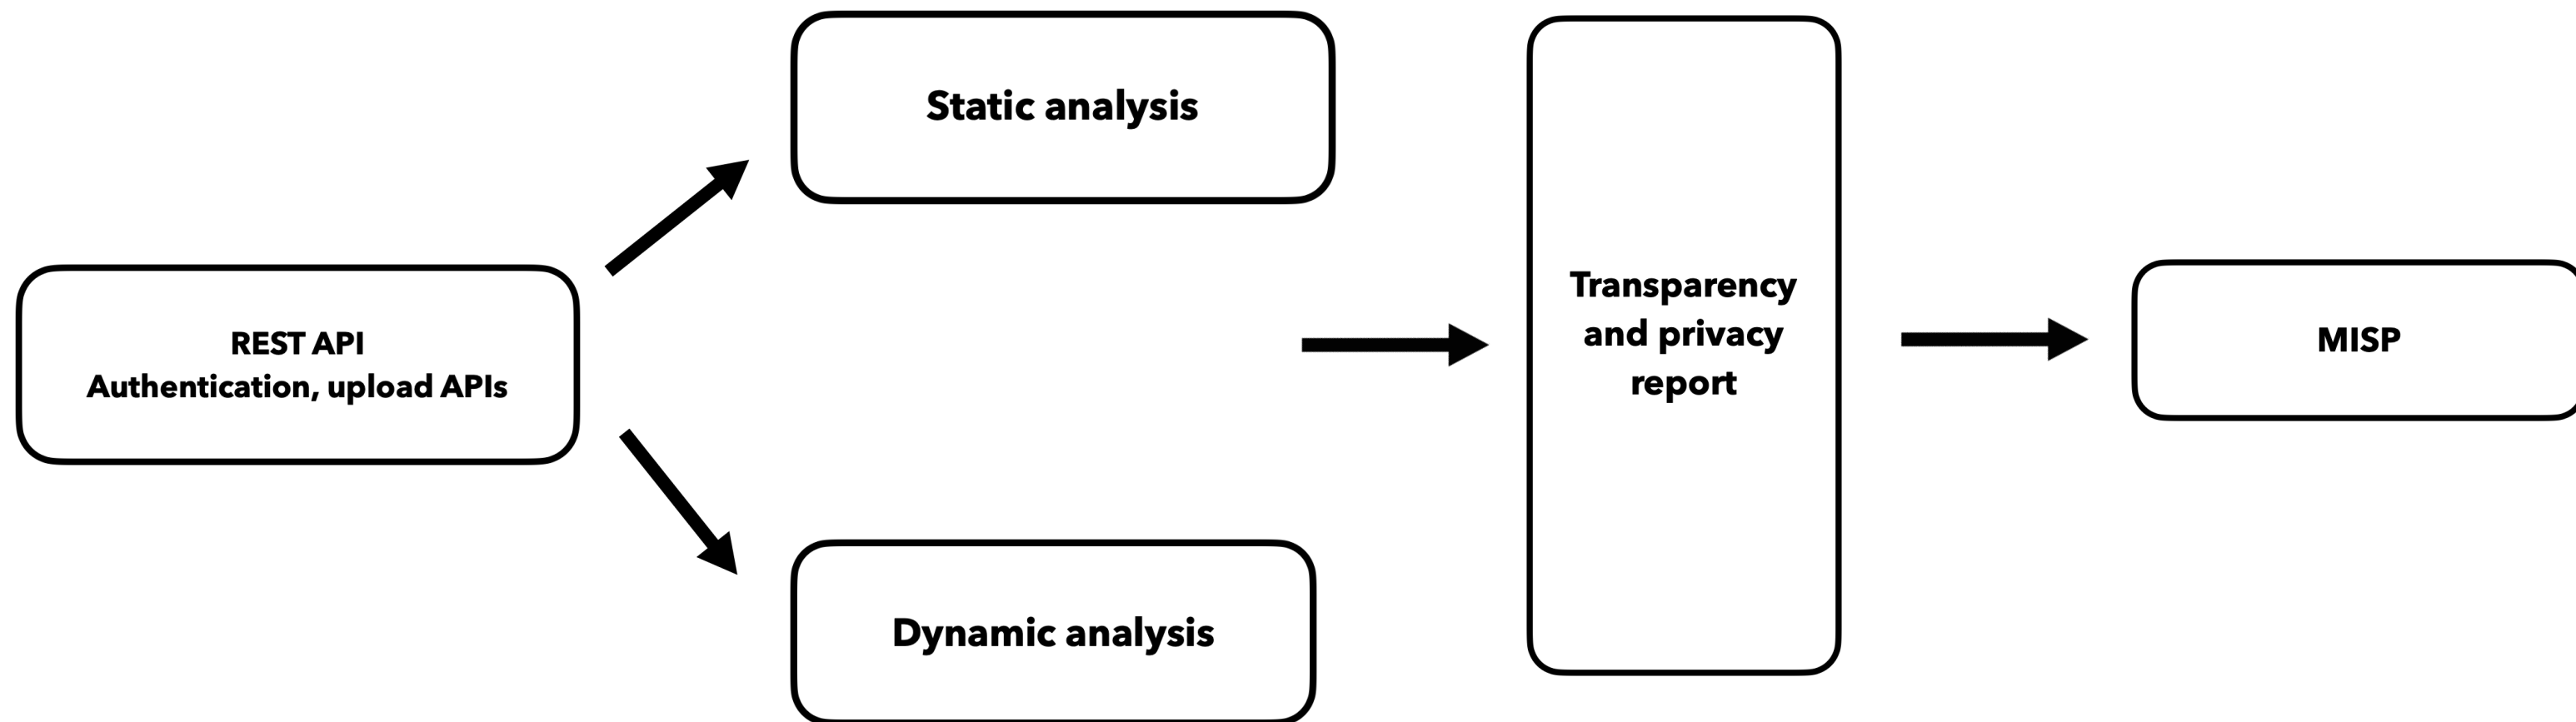 Static analysis
REST API
Authentication, upload APIs
Dynamic analysis
Transparency
and privacy
report
MISP